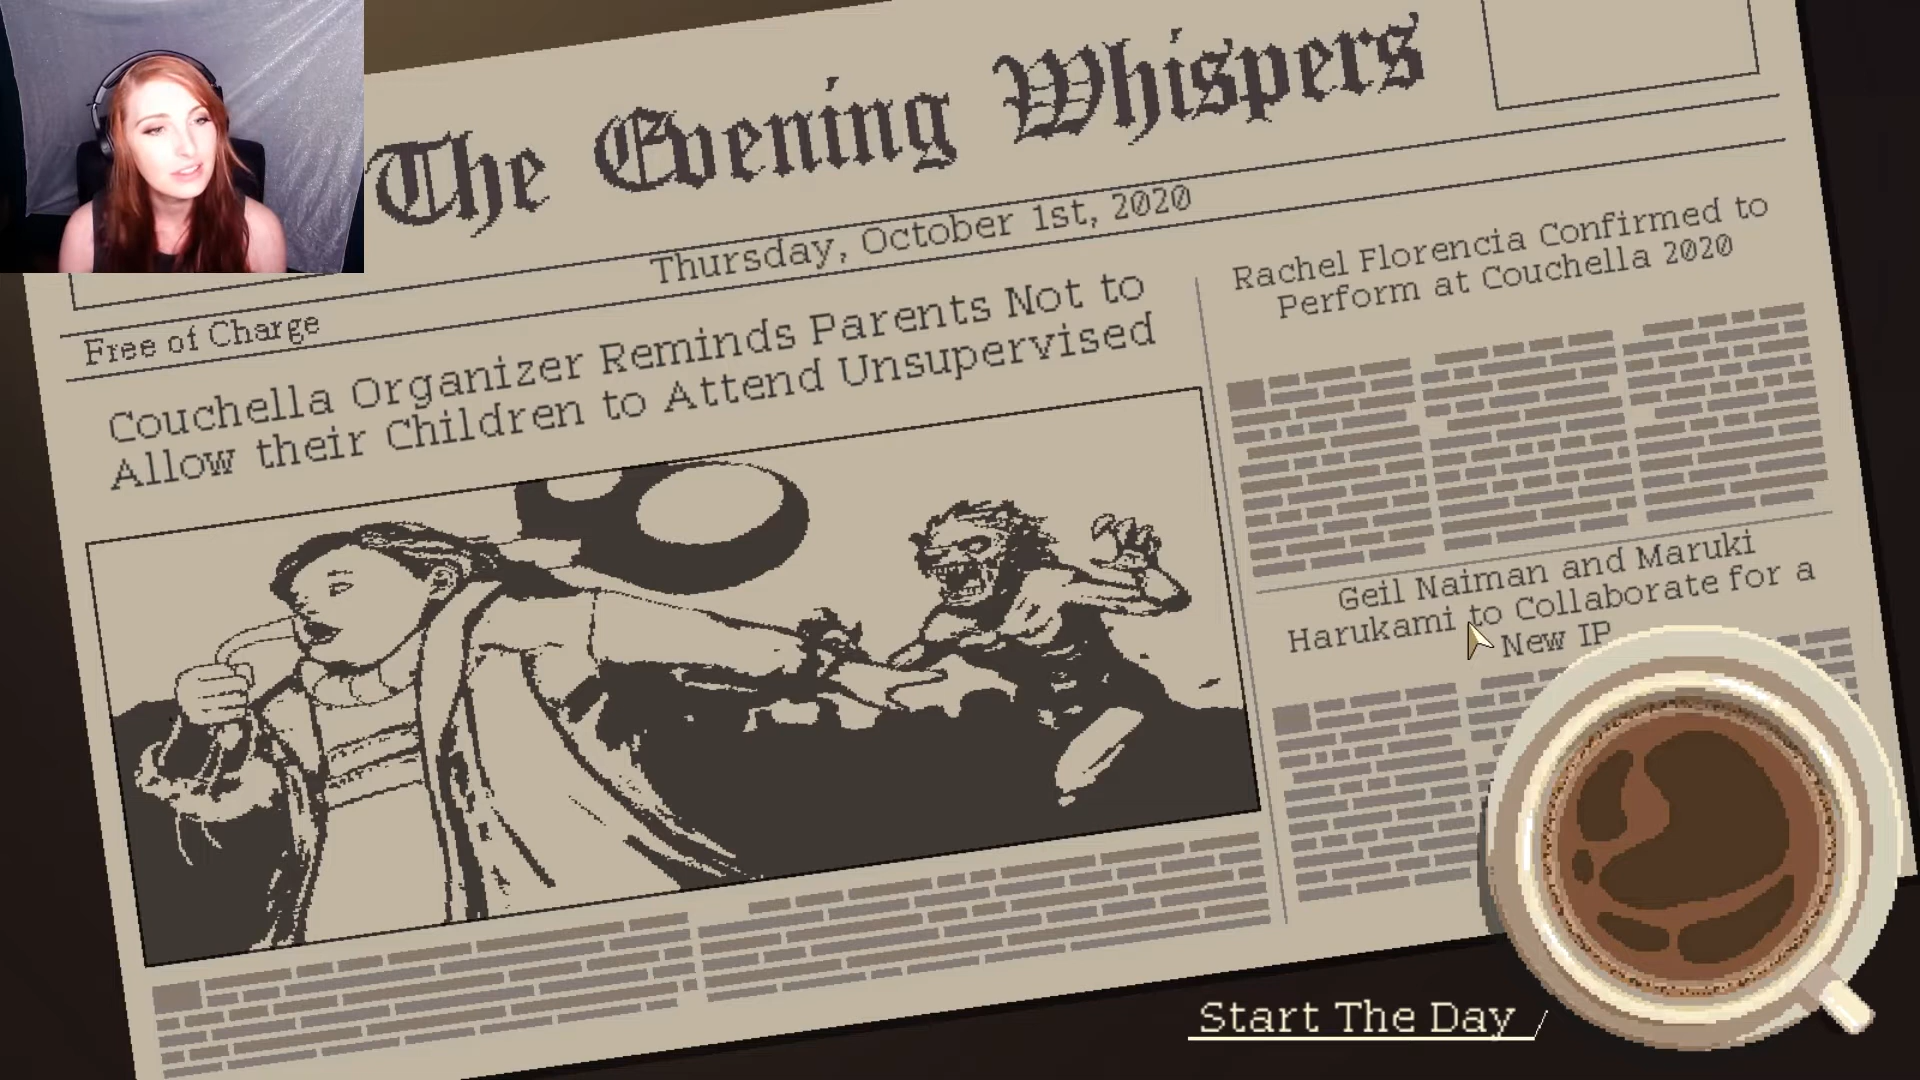 The Evening Whispers
Thursday, October 1st, 2020
Free of Charge
Couchella Organizer Reminds Parents Not to
Allow their Children to Attend Unsupervised
Rachel Florencia Confirmed to
Perform at Couchella 2020
Geil Naiman and Maruki
Harukami to Collaborate for a
New IP
Start The Day